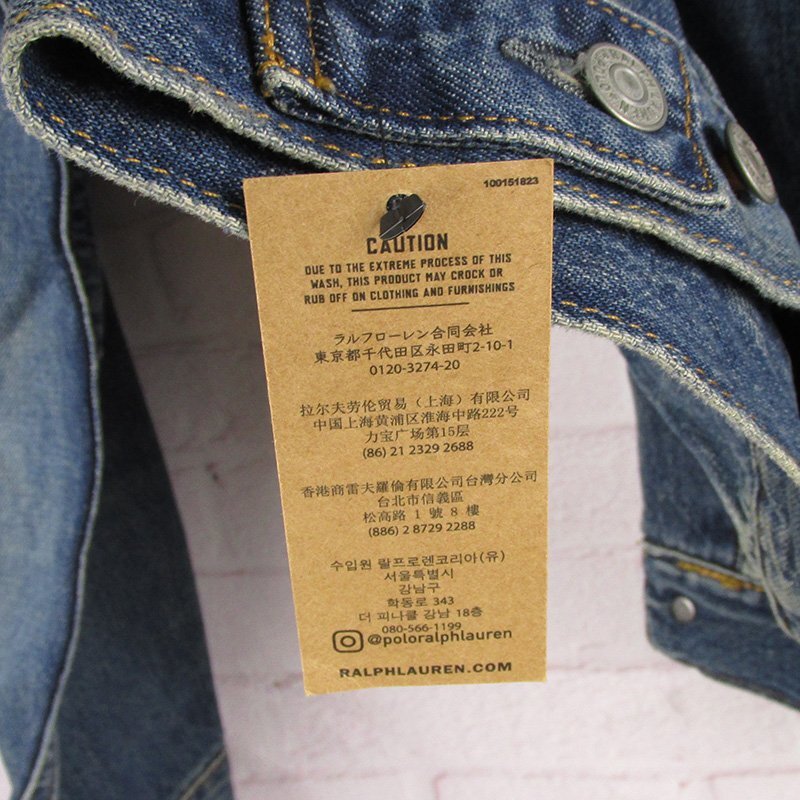 100151823
CAUTION
DUE TO THE EXTREME PROCESS OF THIS
WASH, THIS PRODUCT MAY CROCK OR
RUB OFF ON CLOTHING AND FURNISHINGS
ラルフローレン合同会社
東京都千代田区永田町2-10-1
0120-3274-20
拉尔夫劳伦贸易（上海）有限公司
中国上海黄浦区淮海中路222号
力宝广场第15层
(86) 21 2329 2688
香港商雷夫羅倫有限公司台灣分公司
台北市信義區
松高路 1 號 8 樓
(886) 2 8729 2288
수입원 랄프로렌코리아(유)
서울특별시
강남구
학동로 343
더 피나클 강남 18층
080-566-1199
@poloralphlauren
RALPHLAUREN.COM